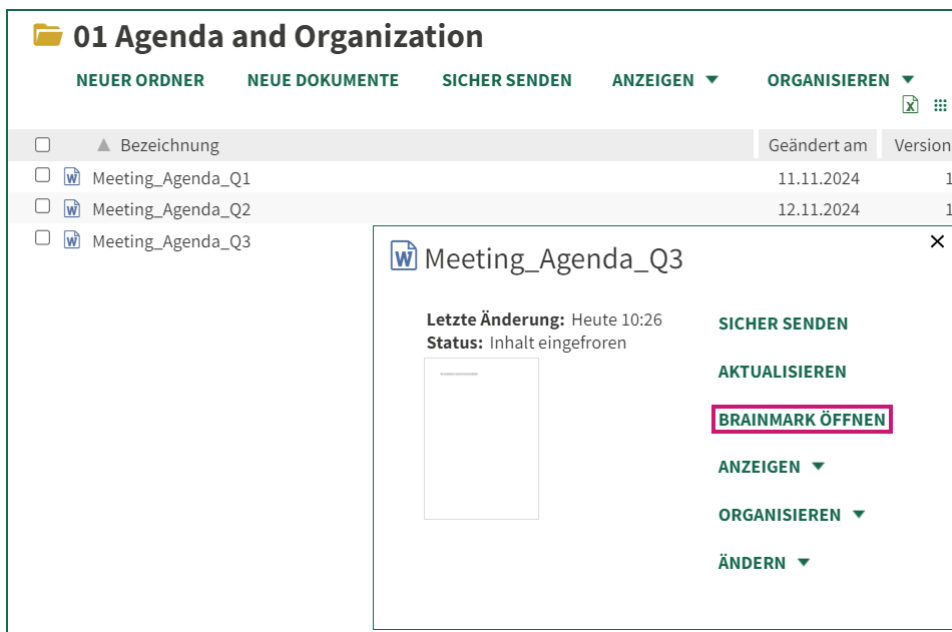 01 Agenda and Organization
NEUER ORDNER NEUE DOKUMENTE SICHER SENDEN ANZEIGEN ORGANISIEREN
Bezeichnung Geändert am Version
Meeting_Agenda_Q1 11.11.2024 1
Meeting_Agenda_Q2 12.11.2024 1
Meeting_Agenda_Q3
Meeting_Agenda_Q3
Letzte Änderung: Heute 10:26
Status: Inhalt eingefroren
SICHER SENDEN
AKTUALISIEREN
BRAINMARK ÖFFNEN
ANZEIGEN
ORGANISIEREN
ÄNDERN